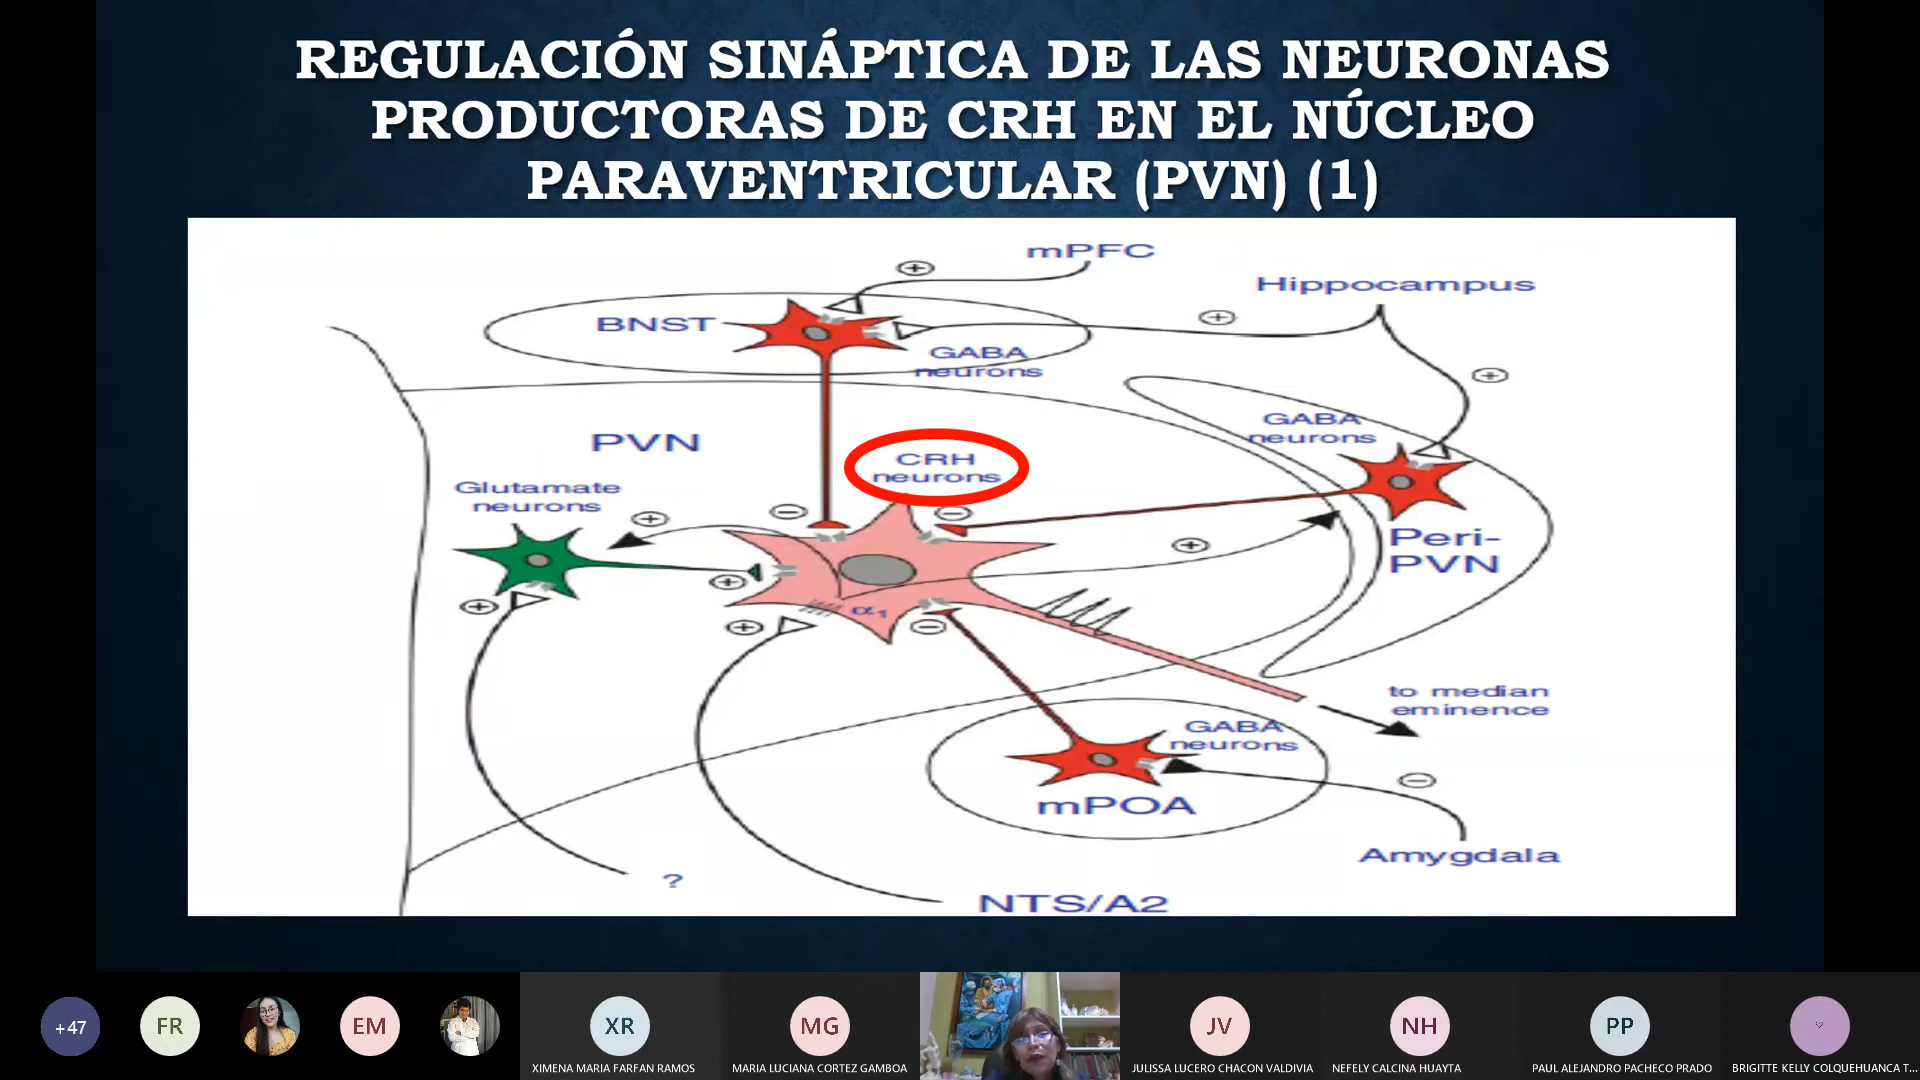 REGULACIÓN SINÁPTICA DE LAS NEURONAS
PRODUCTORAS DE CRH EN EL NÚCLEO
PARAVENTRICULAR (PVN) (1)
mPFC
Hippocampus
BNST
GABA
neurons
GABA
neurons
PVN
CRH
neurons
Glutamate
neurons
Peri-
PVN
α1
to median
eminence
GABA
neurons
mPOA
Amygdala
?
NTS/A2
+47
FR
EM
XR
XIMENA MARIA FARFAN RAMOS
MG
MARIA LUCIANA CORTEZ GAMBOA
JV
JULISSA LUCERO CHACON VALDIVIA
NH
NEFELY CALCINA HUAYTA
PP
PAUL ALEJANDRO PACHECO PRADO
BRIGITTE KELLY COLQUEHUANCA T...